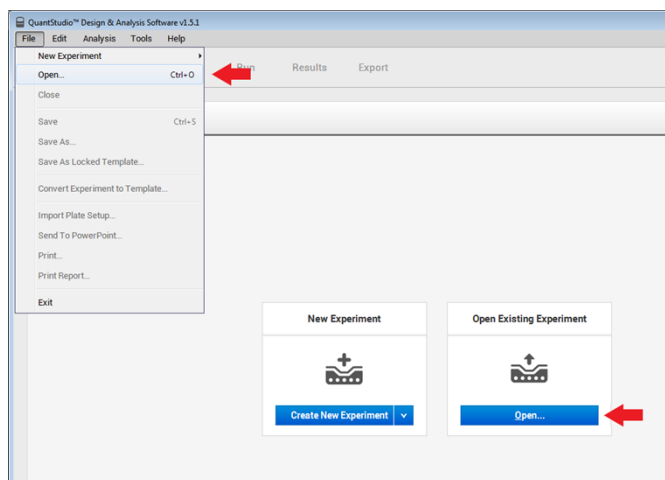 QuantStudio™ Design & Analysis Software v1.5.1
File Edit Analysis Tools Help
New Experiment
Open... Ctrl+O
Run Results Export
Close
Save Ctrl+S
Save As...
Save As Locked Template...
Convert Experiment to Template...
Import Plate Setup...
Send To PowerPoint...
Print...
Print Report...
Exit
New Experiment Open Existing Experiment
Create New Experiment Open...